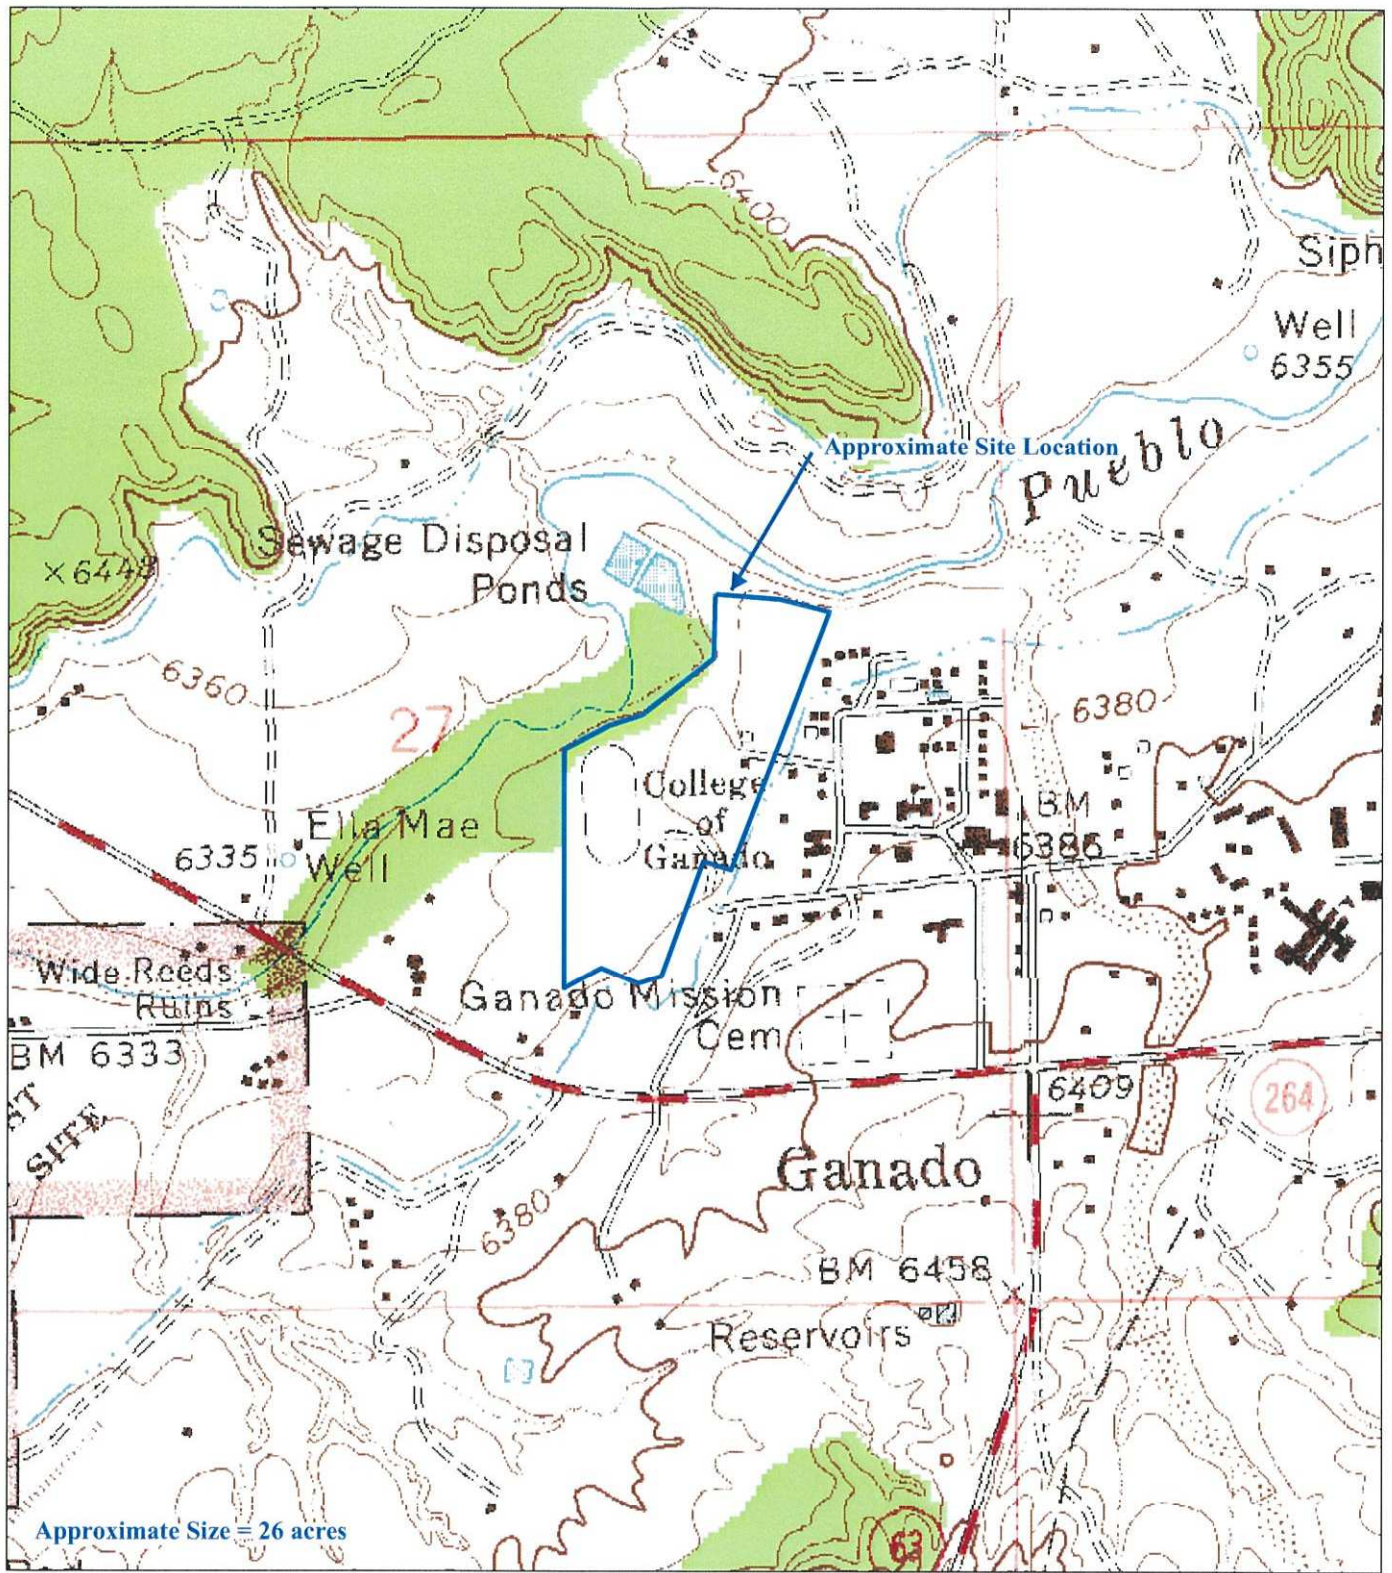 6400
Siph
Well
6355
Approximate Site Location
Pueblo
Sewage Disposal
Ponds
×6448
6360
27
6380
College
of
Ganado
BM
6386
Ella Mae
Well
6335
Wide Reeds
Ruins
Ganado Mission
Cem
BM 6333
SITE
6409
264
Ganado
6380
BM 6458
Reservoirs
63
Approximate Size = 26 acres